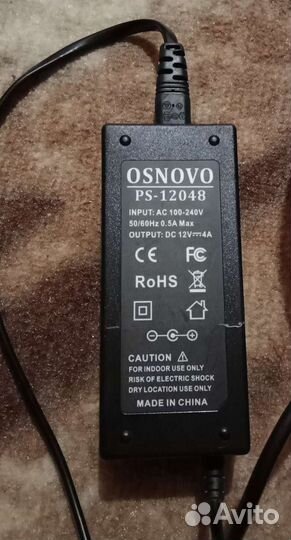 OSNOVO
PS-12048
INPUT: AC 100-240V
50/60Hz 0.5A Max
OUTPUT: DC 12V⎓4A
CE FC
RoHS
CAUTION
FOR INDOOR USE ONLY
RISK OF ELECTRIC SHOCK
DRY LOCATION USE ONLY
MADE IN CHINA
Avito